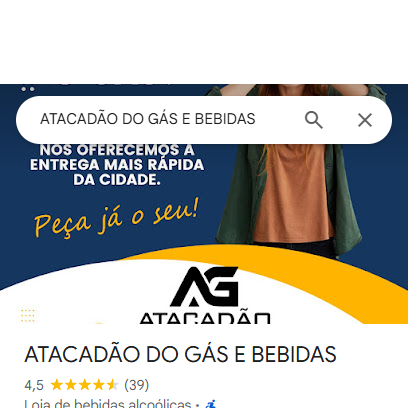 ATACADÃO DO GÁS E BEBIDAS
NÓS OFERECEMOS A
ENTREGA MAIS RÁPIDA
DA CIDADE.
Peça já o seu!
AG
ATACADÃO
ATACADÃO DO GÁS E BEBIDAS
4,5 (39)
Loja de bebidas alcoólicas ·